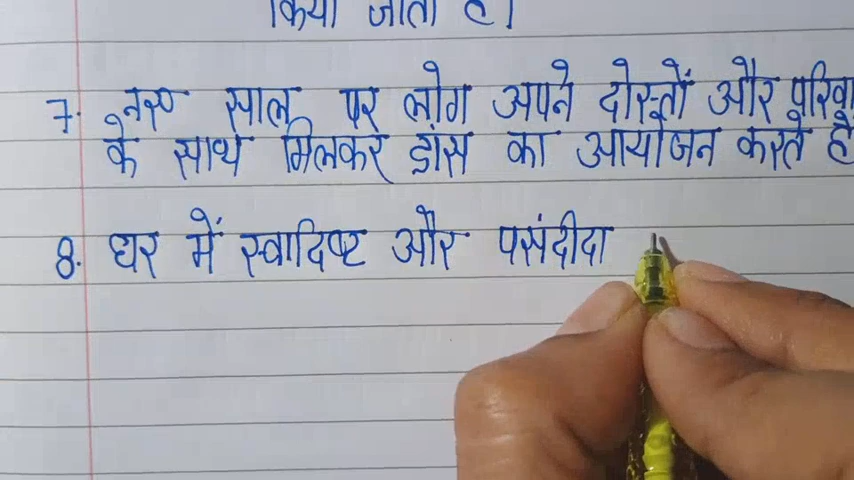 किया जाता है।
7. नए साल पर लोग अपने दोस्तों और परिवा
के साथ मिलकर डांस का आयोजन करते हैं
8. घर में स्वादिष्ट और पसंदीदा